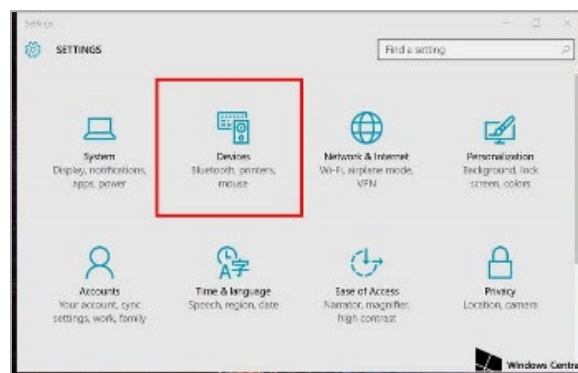 Settings
SETTINGS
Find a setting
System
Display, notifications,
apps, power
Devices
Bluetooth, printers,
mouse
Network & Internet
Wi-Fi, airplane mode,
VPN
Personalization
Background, lock
screen, colors
Accounts
Your account, sync
settings, work, family
Time & language
Speech, region, date
Ease of Access
Narrator, magnifier,
high contrast
Privacy
Location, camera
Windows Centra